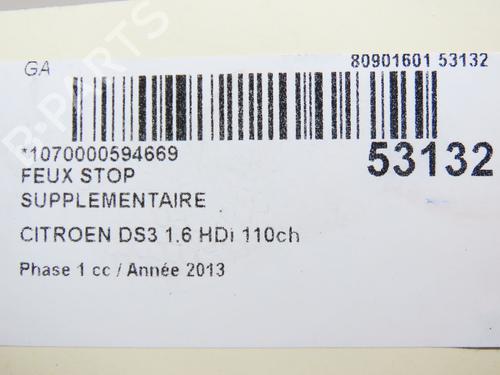 GA
80901601 53132
*1070000594669
53132
FEUX STOP
SUPPLEMENTAIRE
CITROEN DS3 1.6 HDi 110ch
Phase 1 cc / Année 2013
B-PARTS